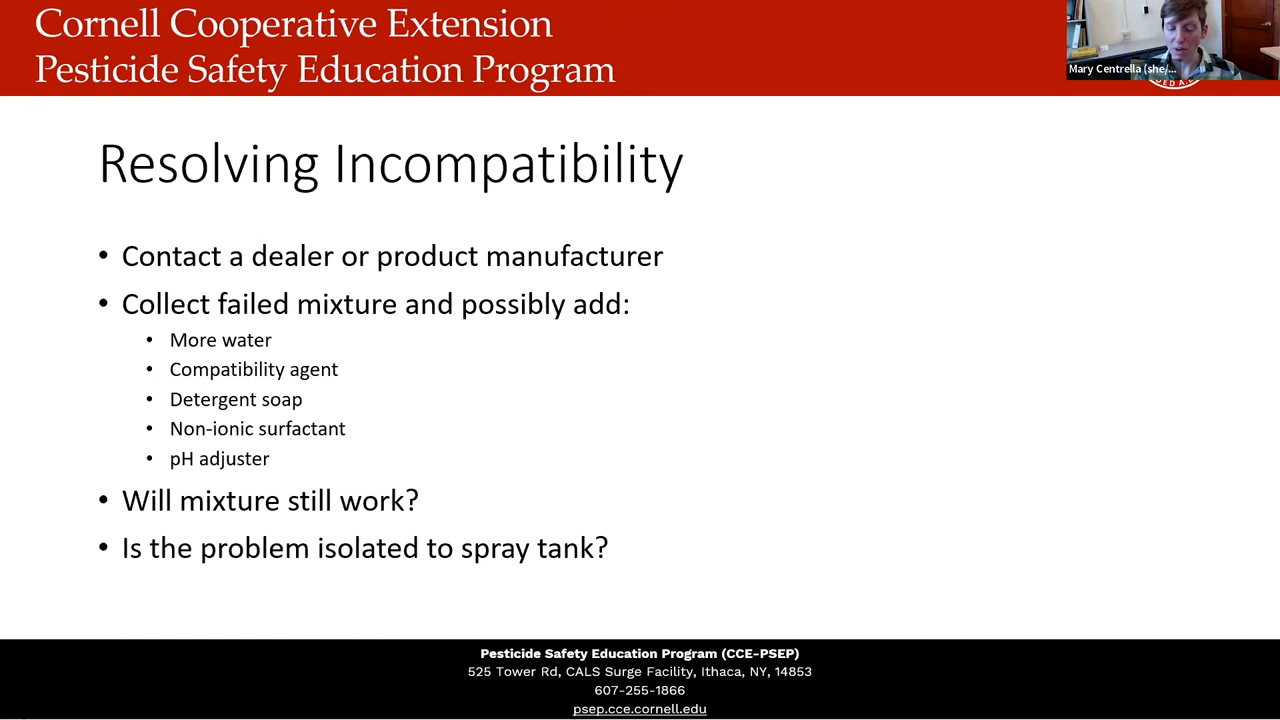 Cornell Cooperative Extension
Pesticide Safety Education Program
Mary Centrella (she/...
Resolving Incompatibility
• Contact a dealer or product manufacturer
• Collect failed mixture and possibly add:
• More water
• Compatibility agent
• Detergent soap
• Non-ionic surfactant
• pH adjuster
• Will mixture still work?
• Is the problem isolated to spray tank?
Pesticide Safety Education Program (CCE-PSEP)
525 Tower Rd, CALS Surge Facility, Ithaca, NY, 14853
607-255-1866
psep.cce.cornell.edu